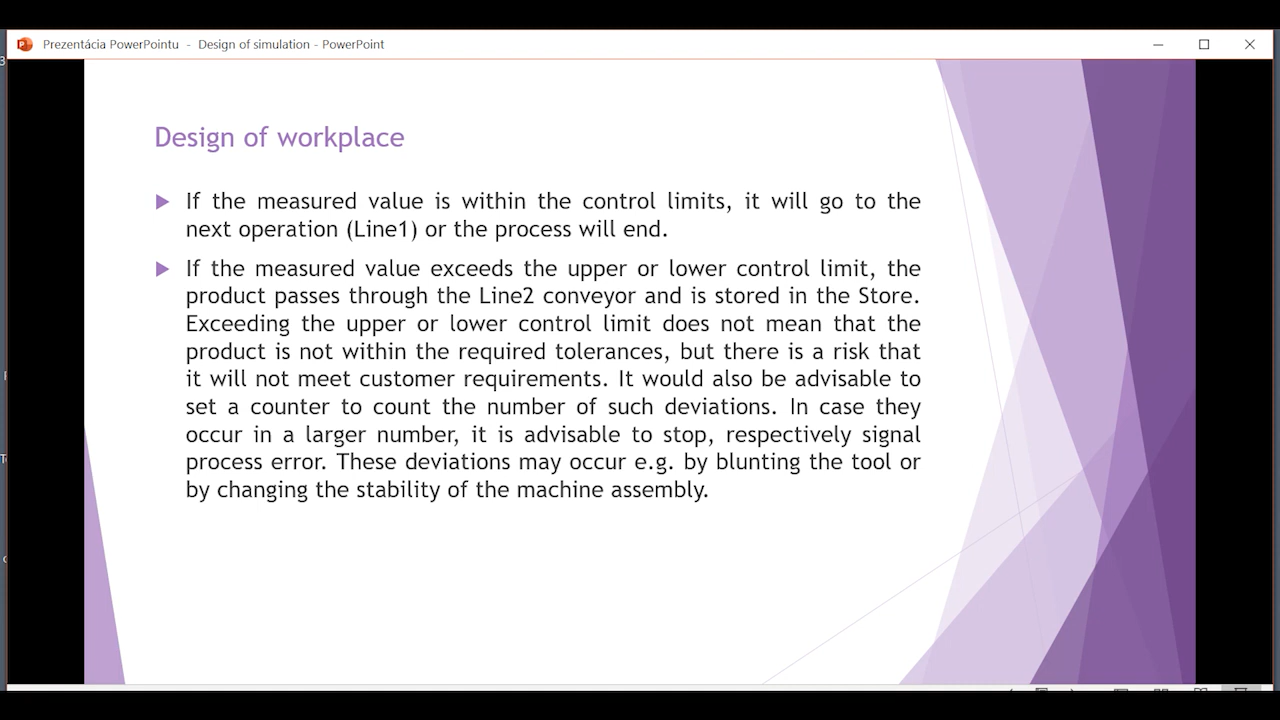 Prezentácia PowerPointu - Design of simulation - PowerPoint
Design of workplace
If the measured value is within the control limits, it will go to the
next operation (Line1) or the process will end.
If the measured value exceeds the upper or lower control limit, the
product passes through the Line2 conveyor and is stored in the Store.
Exceeding the upper or lower control limit does not mean that the
product is not within the required tolerances, but there is a risk that
it will not meet customer requirements. It would also be advisable to
set a counter to count the number of such deviations. In case they
occur in a larger number, it is advisable to stop, respectively signal
process error. These deviations may occur e.g. by blunting the tool or
by changing the stability of the machine assembly.